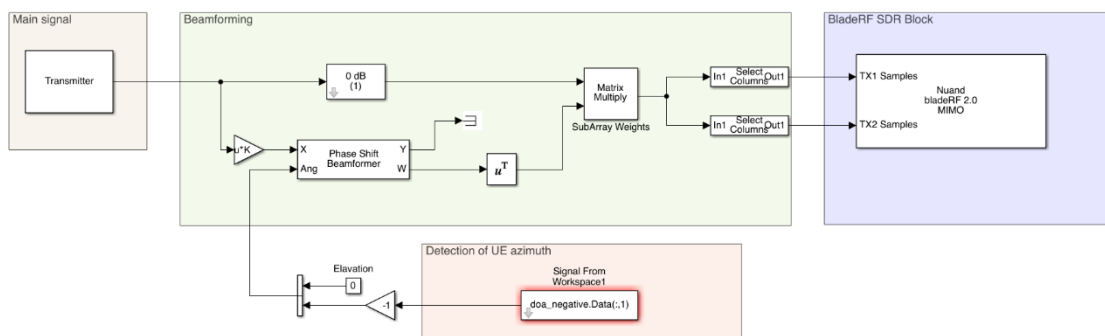 Main signal
Transmitter
Beamforming
0 dB
(1)
Matrix
Multiply
SubArray Weights
In1 Select Columns Out1
In1 Select Columns Out1
u*K
X
Ang
Phase Shift
Beamformer
Y
W
u^T
BladeRF SDR Block
TX1 Samples
TX2 Samples
Nuand
bladeRF 2.0
MIMO
Elavation
0
-1
Detection of UE azimuth
Signal From
Workspace1
doa_negative.Data(:,1)